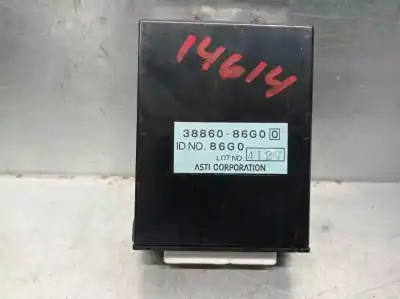 14614
38860-86G0 0
ID NO. 86G0
LOT NO. 4127
ASTI CORPORATION